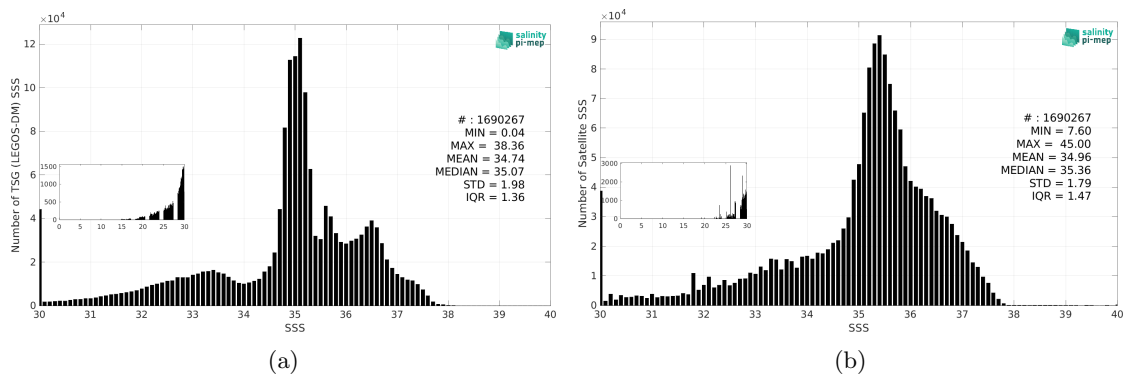 ×10⁴
salinity
pi-mep
Number of TSG (LEGOS-DM) SSS
12
10
8
6
4
2
0
# : 1690267
MIN = 0.04
MAX = 38.36
MEAN = 34.74
MEDIAN = 35.07
STD = 1.98
IQR = 1.36
1500
1000
500
0
0 5 10 15 20 25 30
30 31 32 33 34 35 36 37 38 39 40
SSS
(a)
×10⁴
salinity
pi-mep
Number of Satellite SSS
9
8
7
6
5
4
3
2
1
0
# : 1690267
MIN = 7.60
MAX = 45.00
MEAN = 34.96
MEDIAN = 35.36
STD = 1.79
IQR = 1.47
3000
2000
1000
0
0 5 10 15 20 25 30
30 31 32 33 34 35 36 37 38 39 40
SSS
(b)